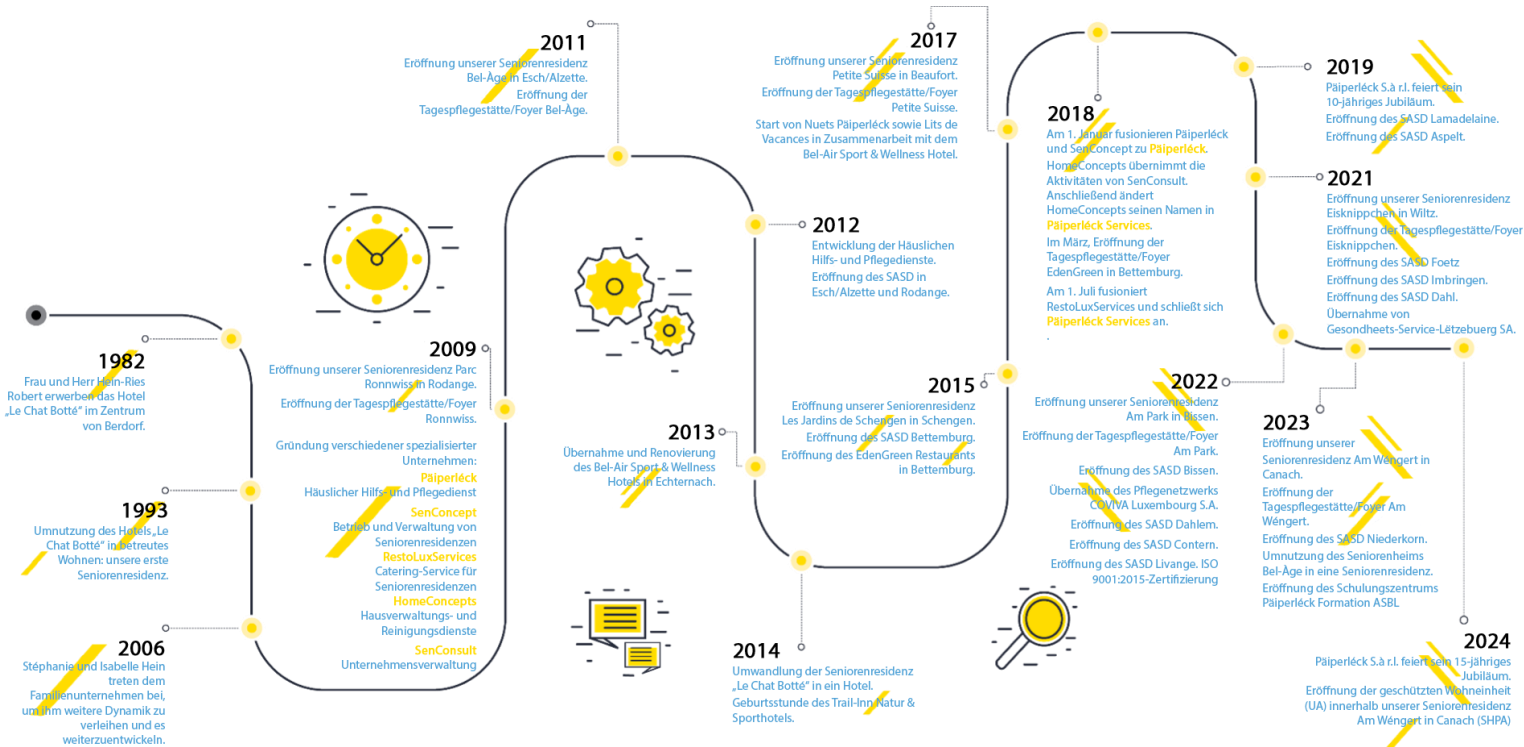 1982
Frau und Herr Hein-Ries
Robert erwerben das Hotel
„Le Chat Botté“ im Zentrum
von Berdorf.
1993
Umnutzung des Hotels „Le
Chat Botté“ in betreutes
Wohnen: unsere erste
Seniorenresidenz.
2006
Stéphanie und Isabelle Hein
treten dem
Familienunternehmen bei,
um ihm weitere Dynamik zu
verleihen und es
weiterzuentwickeln.
2009
Eröffnung unserer Seniorenresidenz Parc
Ronnwiss in Rodange.
Eröffnung der Tagespflegestätte/Foyer
Ronnwiss.
Gründung verschiedener spezialisierter
Unternehmen:
Päiperléck
Häuslicher Hilfs- und Pflegedienst
SenConcept
Betrieb und Verwaltung von
Seniorenresidenzen
RestoLuxServices
Catering-Service für
Seniorenresidenzen
HomeConcepts
Hausverwaltungs- und
Reinigungsdienste
SenConsult
Unternehmensverwaltung
2011
Eröffnung unserer Seniorenresidenz
Bel-Âge in Esch/Alzette.
Eröffnung der
Tagespflegestätte/Foyer Bel-Âge.
2012
Entwicklung der Häuslichen
Hilfs- und Pflegedienste.
Eröffnung des SASD in
Esch/Alzette und Rodange.
2013
Übernahme und Renovierung
des Bel-Air Sport & Wellness
Hotels in Echternach.
2014
Umwandlung der Seniorenresidenz
„Le Chat Botté“ in ein Hotel.
Geburtsstunde des Trail-Inn Natur &
Sporthotels.
2015
Eröffnung unserer Seniorenresidenz
Les Jardins de Schengen in Schengen.
Eröffnung des SASD Bettemburg.
Eröffnung des EdenGreen Restaurants
in Bettemburg.
2017
Eröffnung unserer Seniorenresidenz
Petite Suisse in Beaufort.
Eröffnung der Tagespflegestätte/Foyer
Petite Suisse.
Start von Nuets Päiperléck sowie Lits de
Vacances in Zusammenarbeit mit dem
Bel-Air Sport & Wellness Hotel.
2018
Am 1. Januar fusionieren Päiperléck
und SenConcept zu Päiperléck.
HomeConcepts übernimmt die
Aktivitäten von SenConsult.
Anschließend ändert
HomeConcepts seinen Namen in
Päiperléck Services.
Im März, Eröffnung der
Tagespflegestätte/Foyer
EdenGreen in Bettemburg.
Am 1. Juli fusioniert
RestoLuxServices und schließt sich
Päiperléck Services an.
.
2019
Päiperléck S.à r.l. feiert sein
10-jähriges Jubiläum.
Eröffnung des SASD Lamadelaine.
Eröffnung des SASD Aspelt.
2021
Eröffnung unserer Seniorenresidenz
Eisknippchen in Wiltz.
Eröffnung der Tagespflegestätte/Foyer
Eisknippchen.
Eröffnung des SASD Foetz
Eröffnung des SASD Imbringen.
Eröffnung des SASD Dahl.
Übernahme von
Gesondheets-Service-Lëtzebuerg SA.
2022
Eröffnung unserer Seniorenresidenz
Am Park in Bissen.
Eröffnung der Tagespflegestätte/Foyer
Am Park.
Eröffnung des SASD Bissen.
Übernahme des Pflegenetzwerks
COVIVA Luxembourg S.A.
Eröffnung des SASD Dahlem.
Eröffnung des SASD Contern.
Eröffnung des SASD Livange. ISO
9001:2015-Zertifizierung
2023
Eröffnung unserer
Seniorenresidenz Am Wéngert in
Canach.
Eröffnung der
Tagespflegestätte/Foyer Am
Wéngert.
Eröffnung des SASD Niederkorn.
Umnutzung des Seniorenheims
Bel-Âge in eine Seniorenresidenz.
Eröffnung des Schulungszentrums
Päiperléck Formation ASBL
2024
Päiperléck S.à r.l. feiert sein 15-jähriges
Jubiläum.
Eröffnung der geschützten Wohneinheit
(UA) innerhalb unserer Seniorenresidenz
Am Wéngert in Canach (SHPA)